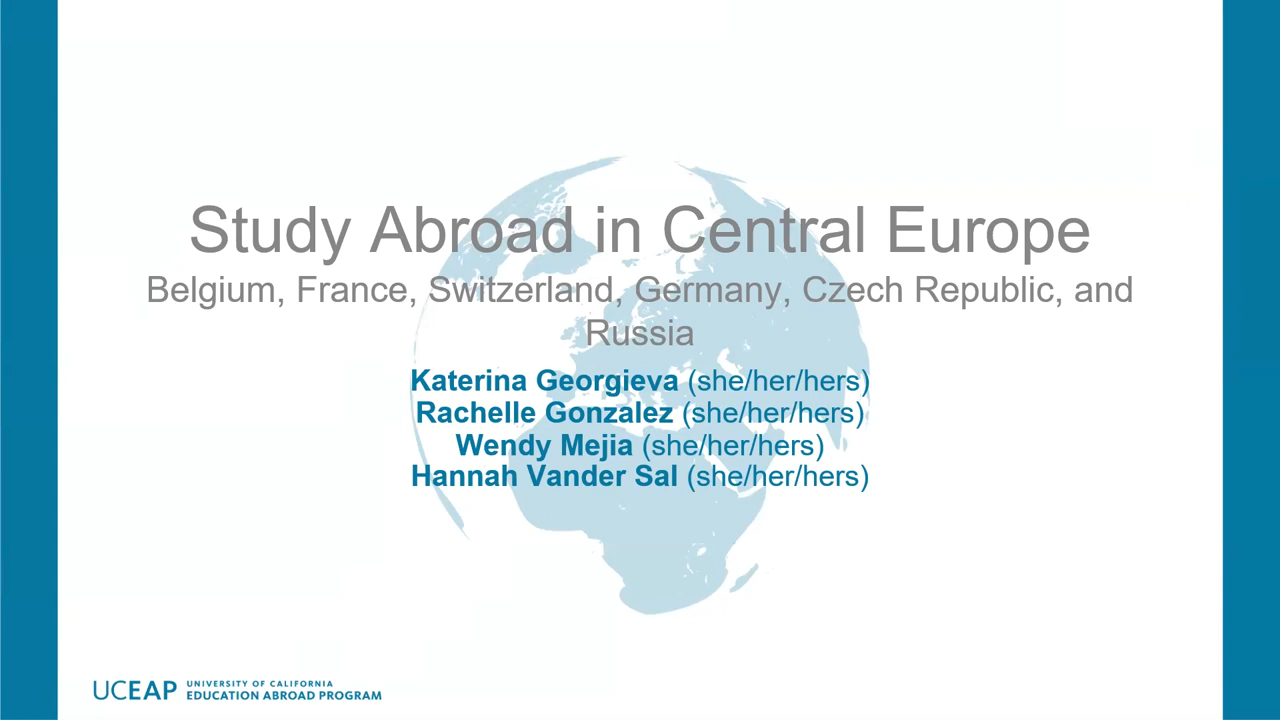 Study Abroad in Central Europe
Belgium, France, Switzerland, Germany, Czech Republic, and
Russia
Katerina Georgieva (she/her/hers)
Rachelle Gonzalez (she/her/hers)
Wendy Mejia (she/her/hers)
Hannah Vander Sal (she/her/hers)
UCEAP UNIVERSITY OF CALIFORNIA
EDUCATION ABROAD PROGRAM